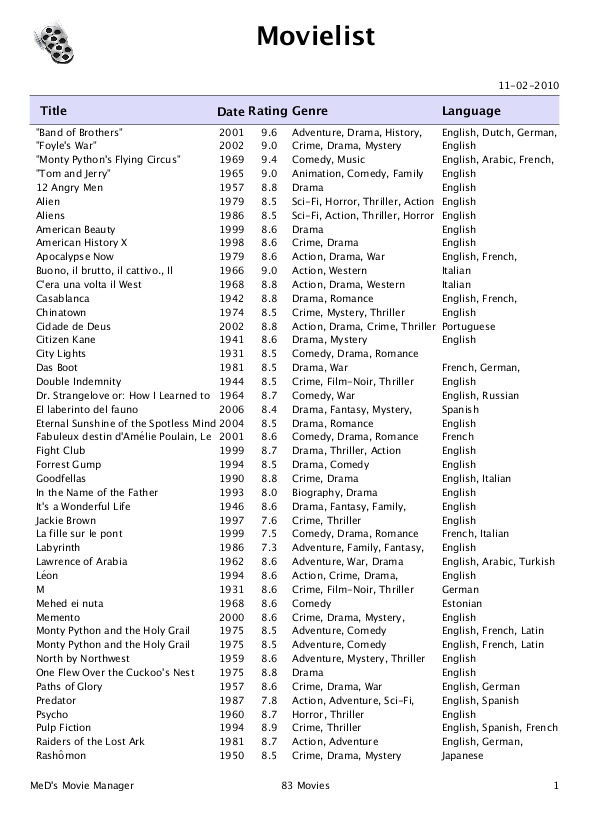 Movielist
11-02-2010
Title Date Rating Genre Language
"Band of Brothers" 2001 9.6 Adventure, Drama, History, English, Dutch, German,
"Foyle's War" 2002 9.0 Crime, Drama, Mystery English
"Monty Python's Flying Circus" 1969 9.4 Comedy, Music English, Arabic, French,
"Tom and Jerry" 1965 9.0 Animation, Comedy, Family English
12 Angry Men 1957 8.8 Drama English
Alien 1979 8.5 Sci-Fi, Horror, Thriller, Action English
Aliens 1986 8.5 Sci-Fi, Action, Thriller, Horror English
American Beauty 1999 8.6 Drama English
American History X 1998 8.6 Crime, Drama English
Apocalypse Now 1979 8.6 Action, Drama, War English, French,
Buono, il brutto, il cattivo., Il 1966 9.0 Action, Western Italian
C'era una volta il West 1968 8.8 Action, Drama, Western Italian
Casablanca 1942 8.8 Drama, Romance English, French,
Chinatown 1974 8.5 Crime, Mystery, Thriller English
Cidade de Deus 2002 8.8 Action, Drama, Crime, Thriller Portuguese
Citizen Kane 1941 8.6 Drama, Mystery English
City Lights 1931 8.5 Comedy, Drama, Romance
Das Boot 1981 8.5 Drama, War French, German,
Double Indemnity 1944 8.5 Crime, Film-Noir, Thriller English
Dr. Strangelove or: How I Learned to 1964 8.7 Comedy, War English, Russian
El laberinto del fauno 2006 8.4 Drama, Fantasy, Mystery, Spanish
Eternal Sunshine of the Spotless Mind 2004 8.5 Drama, Romance English
Fabuleux destin d'Amélie Poulain, Le 2001 8.6 Comedy, Drama, Romance French
Fight Club 1999 8.7 Drama, Thriller, Action English
Forrest Gump 1994 8.5 Drama, Comedy English
Goodfellas 1990 8.8 Crime, Drama English, Italian
In the Name of the Father 1993 8.0 Biography, Drama English
It's a Wonderful Life 1946 8.6 Drama, Fantasy, Family, English
Jackie Brown 1997 7.6 Crime, Thriller English
La fille sur le pont 1999 7.5 Comedy, Drama, Romance French, Italian
Labyrinth 1986 7.3 Adventure, Family, Fantasy, English
Lawrence of Arabia 1962 8.6 Adventure, War, Drama English, Arabic, Turkish
Léon 1994 8.6 Action, Crime, Drama, English
M 1931 8.6 Crime, Film-Noir, Thriller German
Mehed ei nuta 1968 8.6 Comedy Estonian
Memento 2000 8.6 Crime, Drama, Mystery, English
Monty Python and the Holy Grail 1975 8.5 Adventure, Comedy English, French, Latin
Monty Python and the Holy Grail 1975 8.5 Adventure, Comedy English, French, Latin
North by Northwest 1959 8.6 Adventure, Mystery, Thriller English
One Flew Over the Cuckoo's Nest 1975 8.8 Drama English
Paths of Glory 1957 8.6 Crime, Drama, War English, German
Predator 1987 7.8 Action, Adventure, Sci-Fi, English, Spanish
Psycho 1960 8.7 Horror, Thriller English
Pulp Fiction 1994 8.9 Crime, Thriller English, Spanish, French
Raiders of the Lost Ark 1981 8.7 Action, Adventure English, German,
Rashômon 1950 8.5 Crime, Drama, Mystery Japanese
MeD's Movie Manager 83 Movies 1